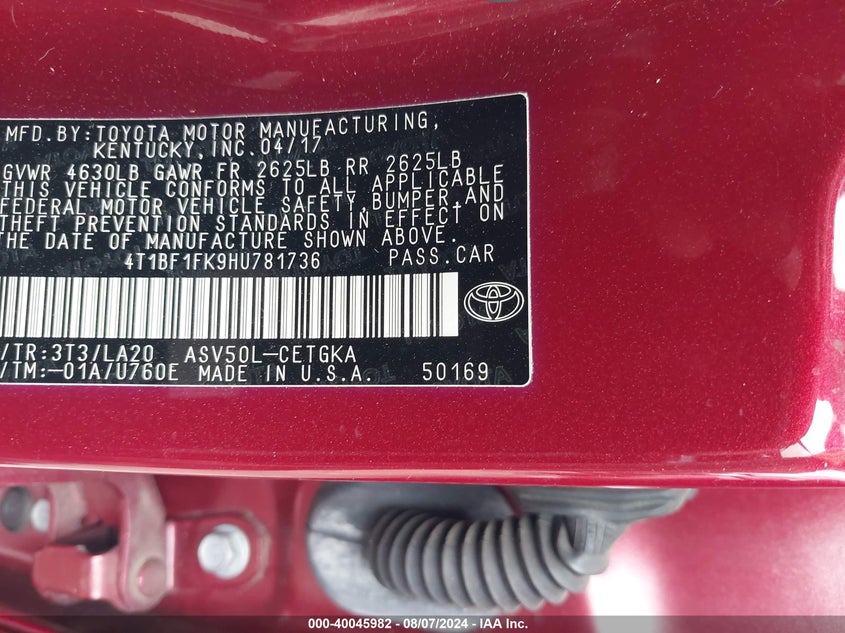 MFD.BY:TOYOTA MOTOR MANUFACTURING,
KENTUCKY,INC.04/17
GVWR 4630LB GAWR FR 2625LB RR 2625LB
THIS VEHICLE CONFORMS TO ALL APPLICABLE
FEDERAL MOTOR VEHICLE SAFETY,BUMPER,AND
THEFT PREVENTION STANDARDS IN EFFECT ON
THE DATE OF MANUFACTURE SHOWN ABOVE.
4T1BF1FK9HU781736 PASS.CAR
/TR:3T3/LA20 ASV50L-CETGKA
/TM:-01A/U760E MADE IN U.S.A. 50169
000-40045982 - 08/07/2024 - IAA Inc.